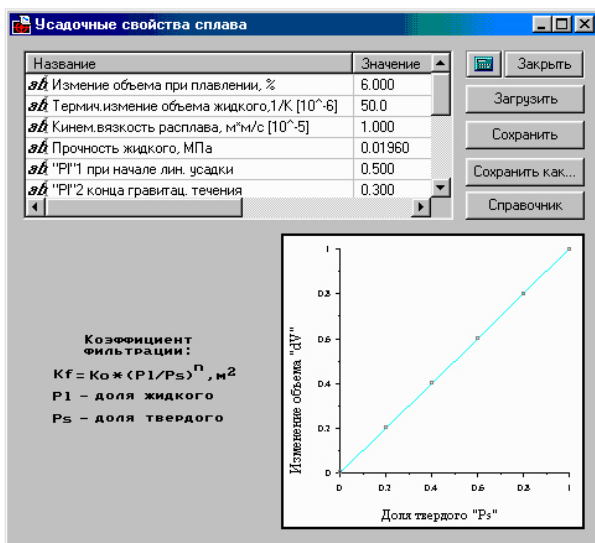 Усадочные свойства сплава
Название Значение
Измение объема при плавлении, % 6.000
Термич.измение объема жидкого,1/К [10^-6] 50.0
Кинем.вязкость расплава, м*м/с [10^-5] 1.000
Прочность жидкого, МПа 0.01960
"Pl"1 при начале лин. усадки 0.500
"Pl"2 конца гравитац. течения 0.300
Закрыть
Загрузить
Сохранить
Сохранить как...
Справочник
Коэффициент
фильтрации:
Kf=Ko*(Pl/Ps)^n,м2
Pl - доля жидкого
Ps - доля твердого
Изменение объема "dV"
1
0.8
0.6
0.4
0.2
0
0 0.2 0.4 0.6 0.8 1
Доля твердого "Ps"